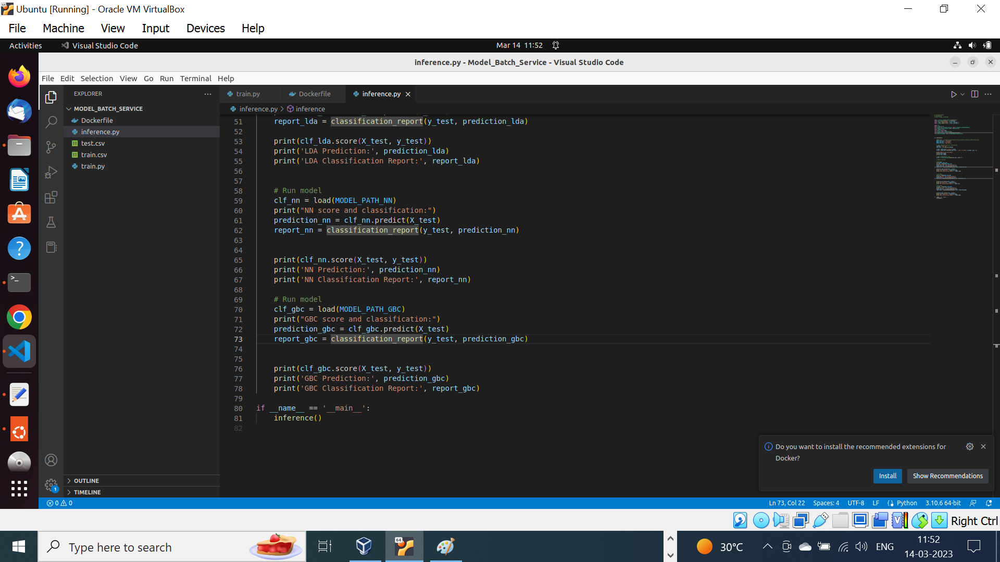 Ubuntu [Running] - Oracle VM VirtualBox
File Machine View Input Devices Help
Activities Visual Studio Code Mar 14 11:52
inference.py - Model_Batch_Service - Visual Studio Code
File Edit Selection View Go Run Terminal Help
EXPLORER
train.py Dockerfile inference.py
MODEL_BATCH_SERVICE
inference.py > inference
Dockerfile
inference.py
test.csv
train.csv
train.py
51 report_lda = classification_report(y_test, prediction_lda)
52
53 print(clf_lda.score(X_test, y_test))
54 print('LDA Prediction:', prediction_lda)
55 print('LDA Classification Report:', report_lda)
56
57
58 # Run model
59 clf_nn = load(MODEL_PATH_NN)
60 print("NN score and classification:")
61 prediction_nn = clf_nn.predict(X_test)
62 report_nn = classification_report(y_test, prediction_nn)
63
64
65 print(clf_nn.score(X_test, y_test))
66 print('NN Prediction:', prediction_nn)
67 print('NN Classification Report:', report_nn)
68
69 # Run model
70 clf_gbc = load(MODEL_PATH_GBC)
71 print("GBC score and classification:")
72 prediction_gbc = clf_gbc.predict(X_test)
73 report_gbc = classification_report(y_test, prediction_gbc)
74
75
76 print(clf_gbc.score(X_test, y_test))
77 print('GBC Prediction:', prediction_gbc)
78 print('GBC Classification Report:', report_gbc)
79
80 if __name__ == '__main__':
81 inference()
82
Do you want to install the recommended extensions for
Docker?
Install Show Recommendations
OUTLINE
TIMELINE
1
0 0 Ln 73, Col 22 Spaces: 4 UTF-8 LF Python 3.10.6 64-bit
Right Ctrl
Type here to search
64
30°C ENG
11:52
14-03-2023